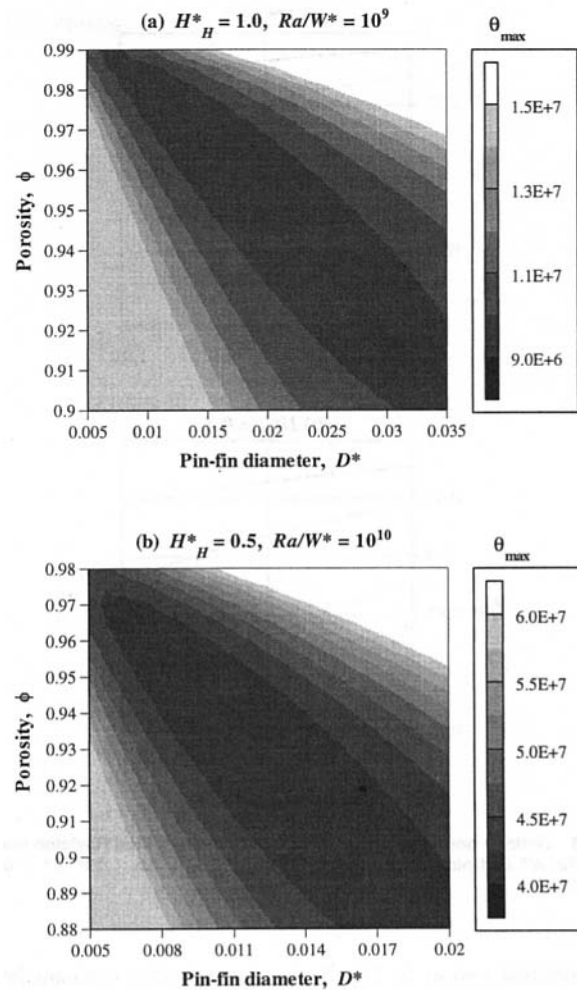 (a) H*H = 1.0, Ra/W* = 10^9
θmax
0.99
0.98
0.97
0.96
0.95
0.94
0.93
0.92
0.91
0.9
Porosity, ϕ
0.005 0.01 0.015 0.02 0.025 0.03 0.035
Pin-fin diameter, D*
1.5E+7
1.3E+7
1.1E+7
9.0E+6
(b) H*H = 0.5, Ra/W* = 10^10
θmax
0.98
0.97
0.96
0.95
0.94
0.93
0.92
0.91
0.9
0.89
0.88
Porosity, ϕ
0.005 0.008 0.011 0.014 0.017 0.02
Pin-fin diameter, D*
6.0E+7
5.5E+7
5.0E+7
4.5E+7
4.0E+7